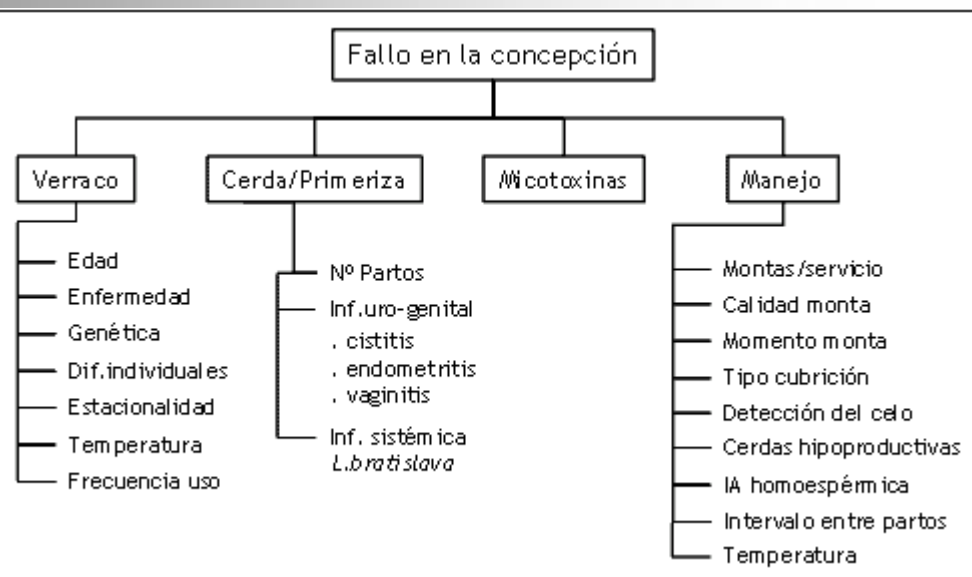 Fallo en la concepción
Verraco
Edad
Enfermedad
Genética
Dif.individuales
Estacionalidad
Temperatura
Frecuencia uso
Cerda/Primeriza
Nº Partos
Inf.uro-genital
. cistitis
. endometritis
. vaginitis
Inf. sistémica
L.bratislava
Micotoxinas
Manejo
Montas/servicio
Calidad monta
Momento monta
Tipo cubrición
Detección del celo
Cerdas hipoproductivas
IA homoespérmica
Intervalo entre partos
Temperatura